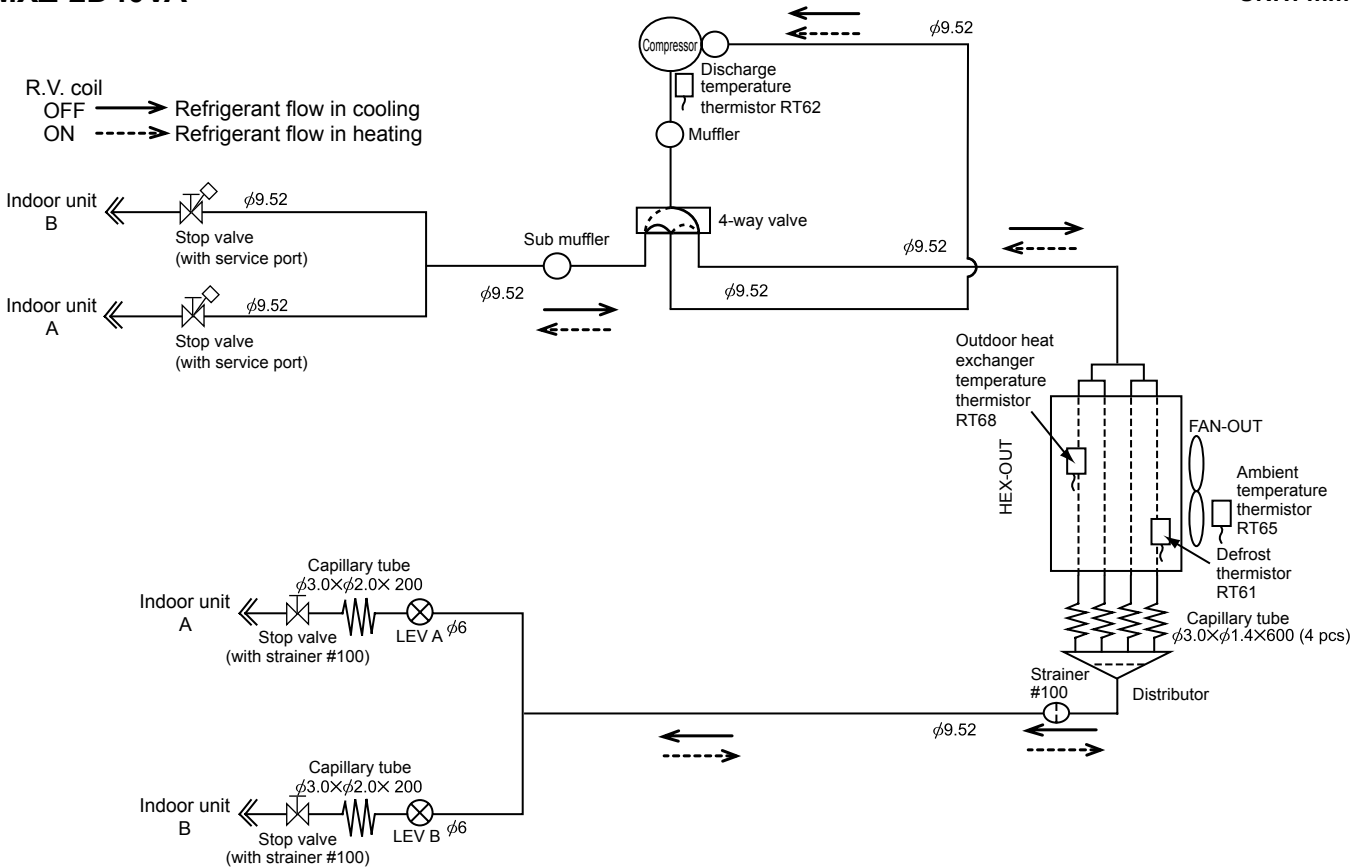 Compressor
φ9.52
Discharge
temperature
thermistor RT62
Muffler
R.V. coil
OFF Refrigerant flow in cooling
ON Refrigerant flow in heating
Indoor unit
B
φ9.52
Stop valve
(with service port)
4-way valve
Sub muffler
φ9.52
φ9.52
φ9.52
Indoor unit
A
φ9.52
Stop valve
(with service port)
Outdoor heat
exchanger
temperature
thermistor
RT68
HEX-OUT
FAN-OUT
Ambient
temperature
thermistor
RT65
Defrost
thermistor
RT61
Capillary tube
φ3.0×φ1.4×600 (4 pcs)
Strainer
#100
Distributor
φ9.52
Capillary tube
φ3.0×φ2.0× 200
Indoor unit
A
LEV A φ6
Stop valve
(with strainer #100)
Capillary tube
φ3.0×φ2.0× 200
Indoor unit
B
LEV B φ6
Stop valve
(with strainer #100)